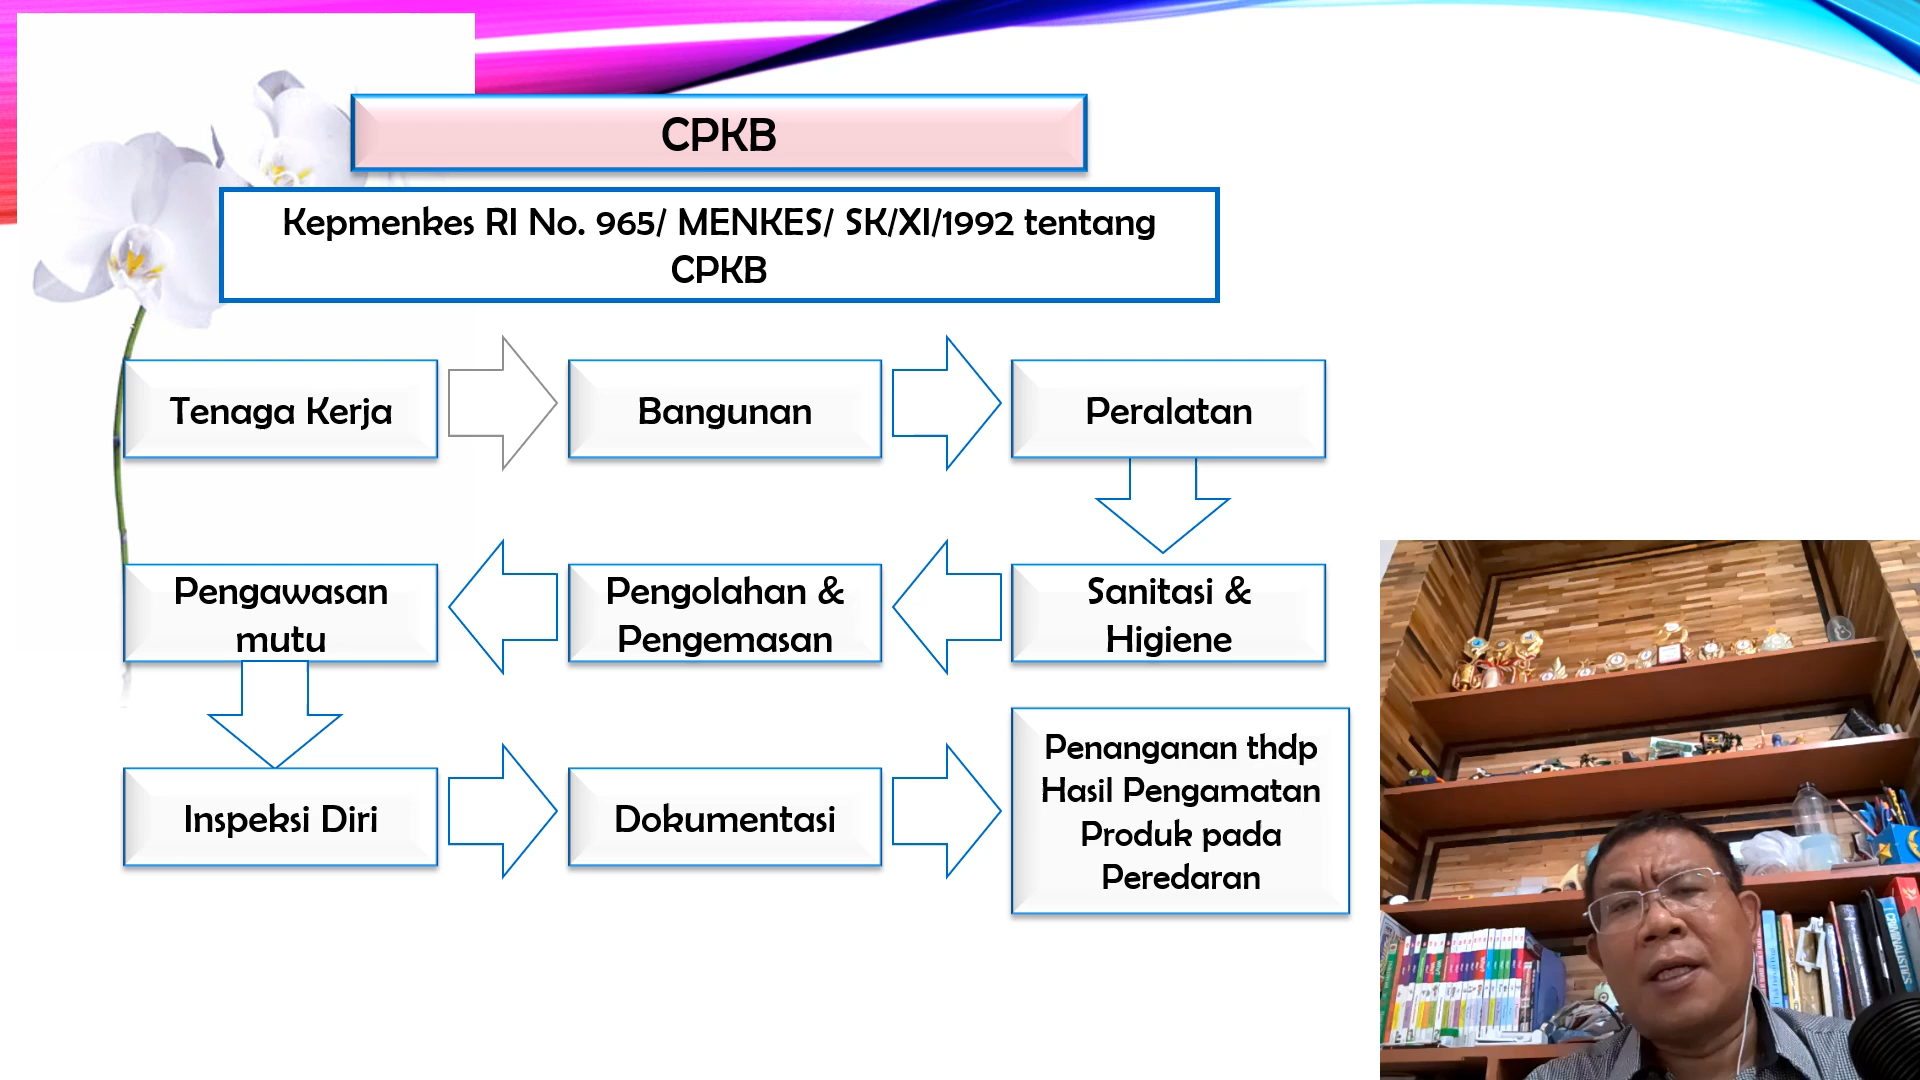 CPKB
Kepmenkes RI No. 965/ MENKES/ SK/XI/1992 tentang
CPKB
Tenaga Kerja
Bangunan
Peralatan
Sanitasi &
Higiene
Pengolahan &
Pengemasan
Pengawasan
mutu
Inspeksi Diri
Dokumentasi
Penanganan thdp
Hasil Pengamatan
Produk pada
Peredaran
CRIMINALISTICS